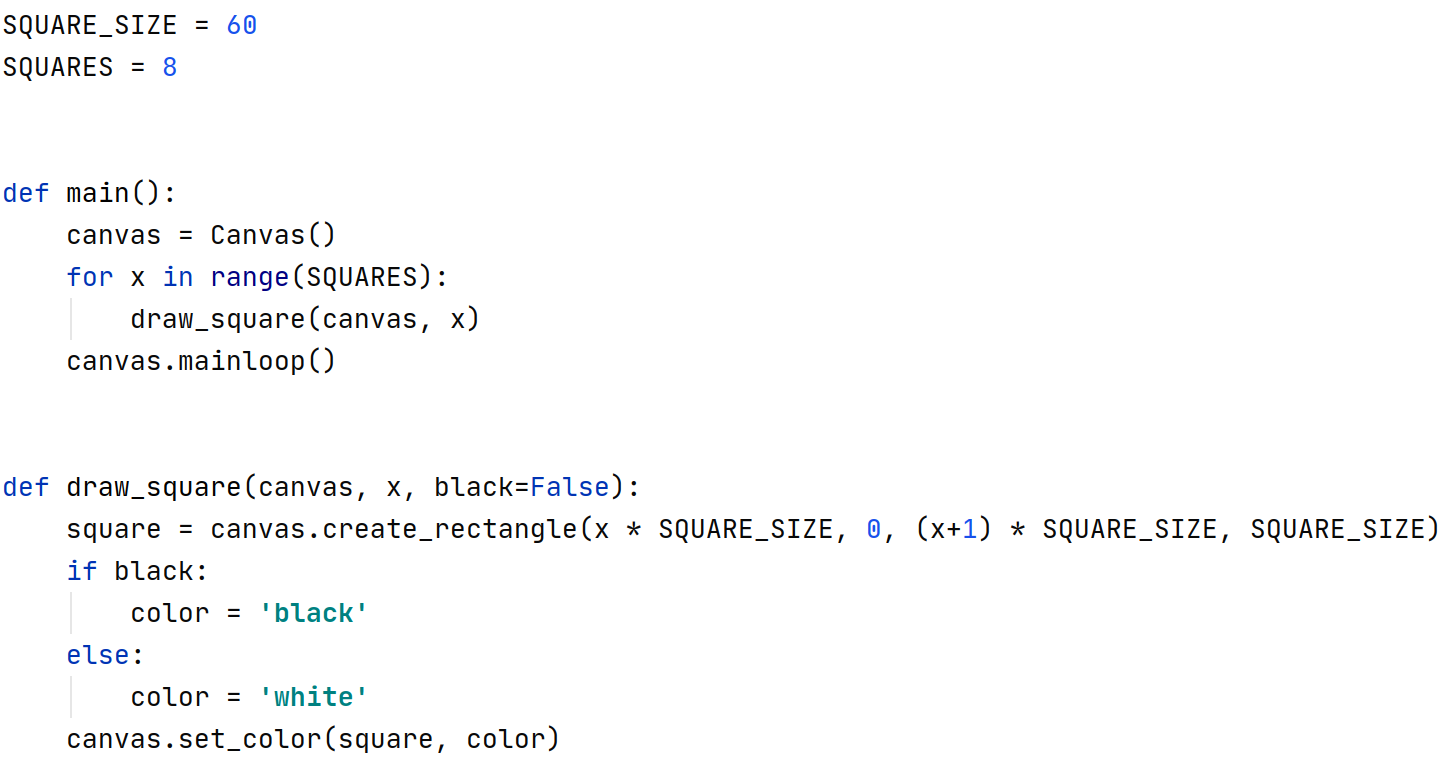 SQUARE_SIZE = 60
SQUARES = 8
def main():
    canvas = Canvas()
    for x in range(SQUARES):
        draw_square(canvas, x)
    canvas.mainloop()
def draw_square(canvas, x, black=False):
    square = canvas.create_rectangle(x * SQUARE_SIZE, 0, (x+1) * SQUARE_SIZE, SQUARE_SIZE)
    if black:
        color = 'black'
    else:
        color = 'white'
    canvas.set_color(square, color)